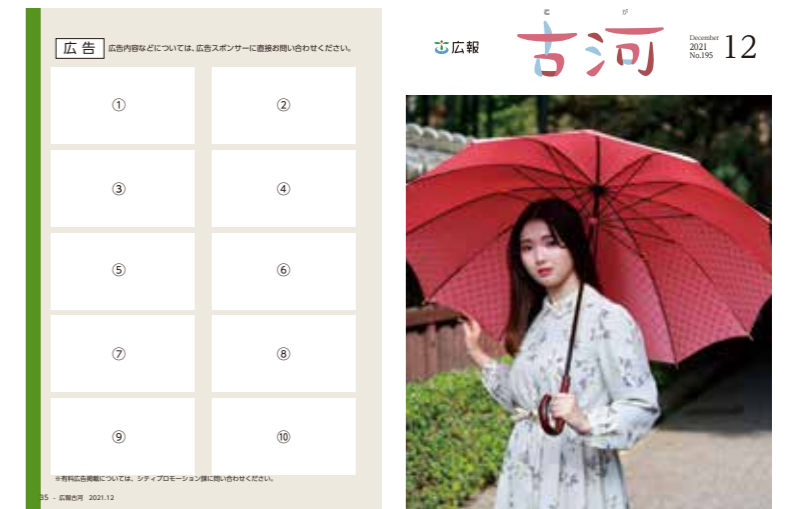 広 告
広告内容などについては、広告スポンサーに直接お問い合わせください。
①
②
③
④
⑤
⑥
⑦
⑧
⑨
⑩
※有料広告掲載については、シティプロモーション課に問い合わせください。
35 - 広報古河 2021.12
広報
こ が
古河
December
2021
No.195
12